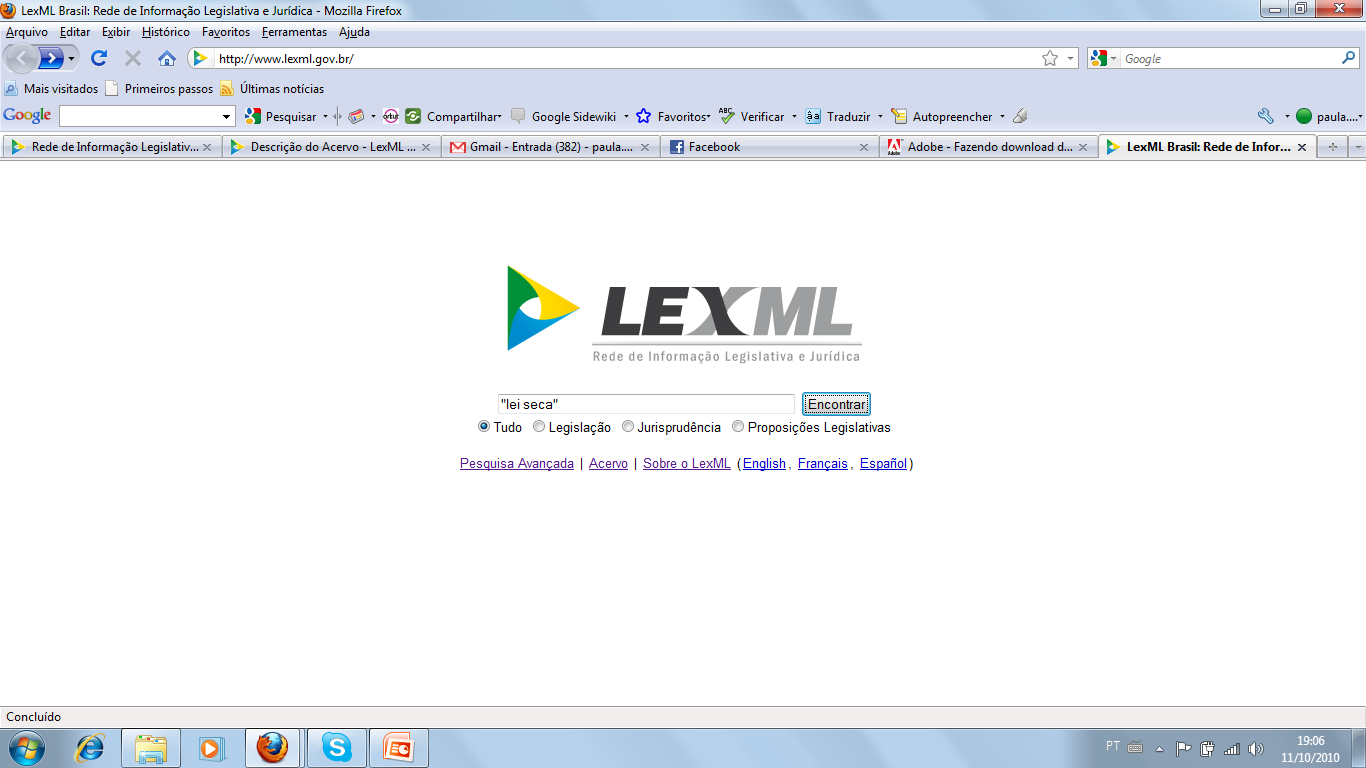 LexML Brasil: Rede de Informação Legislativa e Jurídica - Mozilla Firefox
Arquivo Editar Exibir Histórico Favoritos Ferramentas Ajuda
http://www.lexml.gov.br/ Google
Mais visitados Primeiros passos Últimas notícias
Google Pesquisar Compartilhar Google Sidewiki Favoritos ABC Verificar âa Traduzir Autopreencher paula....
Rede de Informação Legislativ... Descrição do Acervo - LexML ... Gmail - Entrada (382) - paula.... Facebook Adobe - Fazendo download d... LexML Brasil: Rede de Infor...
LEXML
Rede de Informação Legislativa e Jurídica
"lei seca" Encontrar
Tudo Legislação Jurisprudência Proposições Legislativas
Pesquisa Avançada | Acervo | Sobre o LexML (English, Français, Español)
Concluído
PT 19:06
11/10/2010